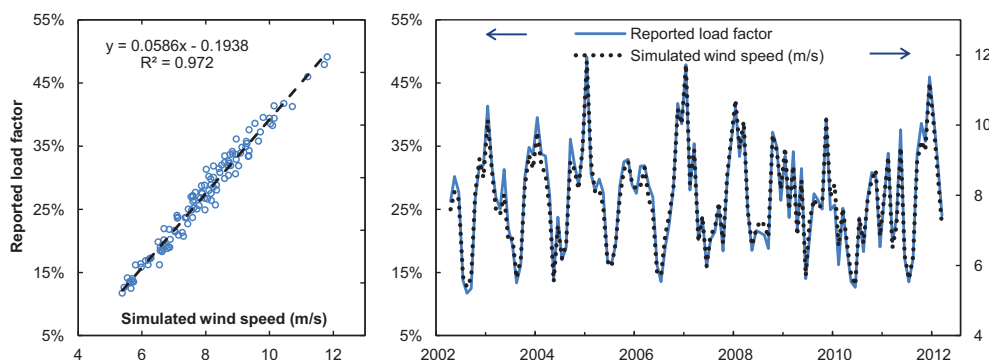 55%
45%
35%
25%
15%
5%
Reported load factor
y = 0.0586x - 0.1938
R² = 0.972
Simulated wind speed (m/s)
4 6 8 10 12
55%
45%
35%
25%
15%
5%
Reported load factor
Simulated wind speed (m/s)
12
10
8
6
4
2002 2004 2006 2008 2010 2012